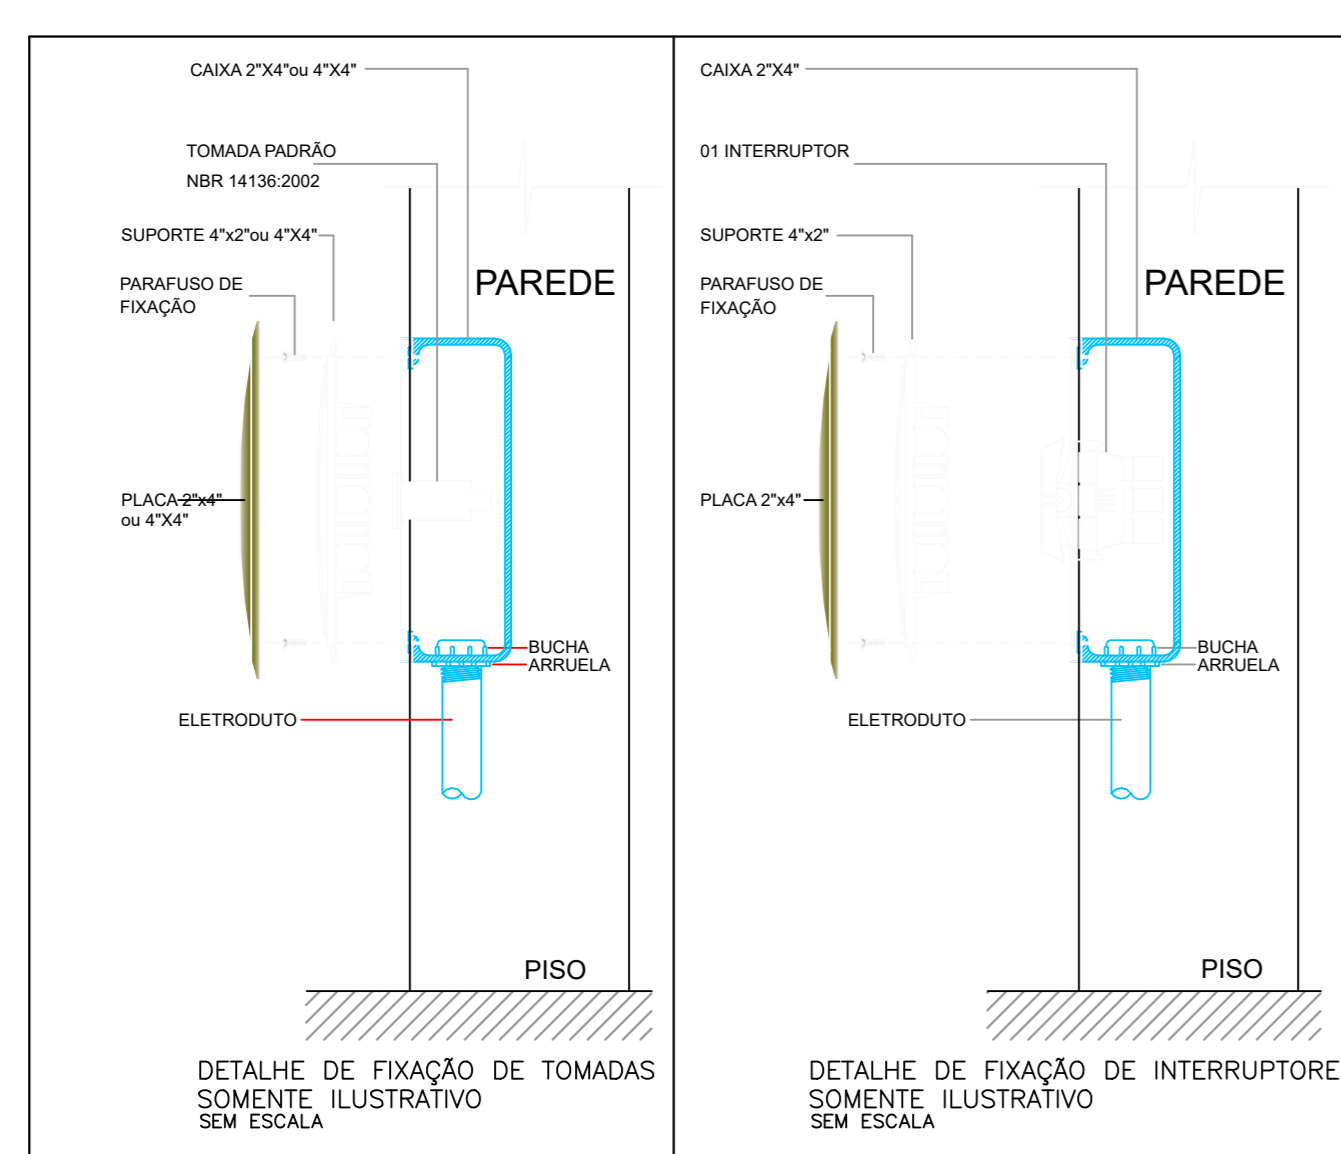 CAIXA 2"X4"ou 4"X4"
TOMADA PADRÃO
NBR 14136:2002
SUPORTE 4"x2"ou 4"X4"
PARAFUSO DE
FIXAÇÃO
PAREDE
PLACA 2"x4"
ou 4"X4"
BUCHA
ARRUELA
ELETRODUTO
PISO
DETALHE DE FIXAÇÃO DE TOMADAS
SOMENTE ILUSTRATIVO
SEM ESCALA
CAIXA 2"X4"
01 INTERRUPTOR
SUPORTE 4"x2"
PARAFUSO DE
FIXAÇÃO
PAREDE
PLACA 2"x4"
BUCHA
ARRUELA
ELETRODUTO
PISO
DETALHE DE FIXAÇÃO DE INTERRUPTORE
SOMENTE ILUSTRATIVO
SEM ESCALA